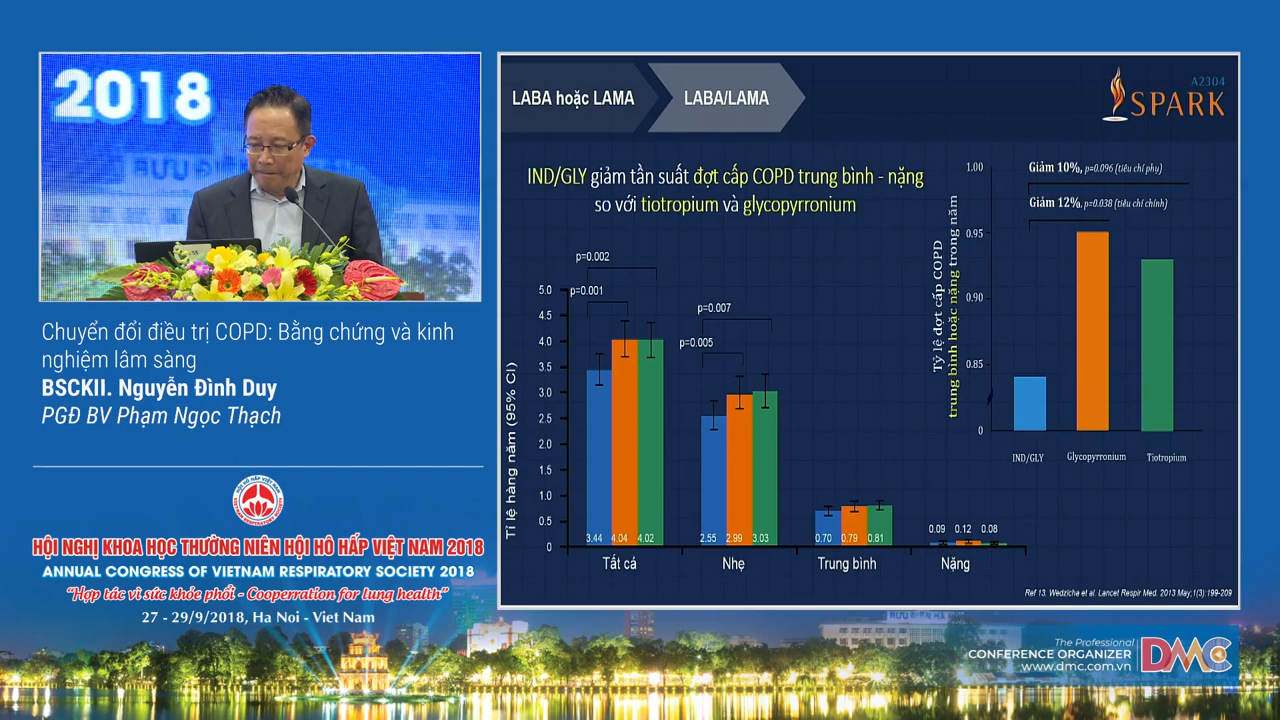 2018
BƯU ĐIỆN HÀ
Chuyển đổi điều trị COPD: Bằng chứng và kinh
nghiệm lâm sàng
BSCKII. Nguyễn Đình Duy
PGĐ BV Phạm Ngọc Thạch
HỘI NGHỊ KHOA HỌC THƯỜNG NIÊN HỘI HÔ HẤP VIỆT NAM 2018
ANNUAL CONGRESS OF VIETNAM RESPIRATORY SOCIETY 2018
“Hợp tác vì sức khỏe phổi - Cooperration for lung health”
27 - 29/9/2018, Ha Noi - Viet Nam
LABA hoặc LAMA
LABA/LAMA
A2304
SPARK
IND/GLY giảm tần suất đợt cấp COPD trung bình - nặng
so với tiotropium và glycopyrronium
Tỉ lệ hàng năm (95% CI)
5.0
4.5
4.0
3.5
3.0
2.5
2.0
1.5
1.0
0.5
0
p=0.002
p=0.001
p=0.007
p=0.005
3.44 4.04 4.02
2.55 2.99 3.03
0.70 0.79 0.81
0.09 0.12 0.08
Tất cả
Nhẹ
Trung bình
Nặng
Tỷ lệ đợt cấp COPD
trung bình hoặc nặng trong năm
1.00
0.95
0.90
0.85
0
Giảm 10%, p=0.096 (tiêu chí phụ)
Giảm 12%, p=0.038 (tiêu chí chính)
IND/GLY
Glycopyrronium
Tiotropium
Ref 13. Wedzicha et al. Lancet Respir Med. 2013 May;1(3):199-209
The Professional
CONFERENCE ORGANIZER
www.dmc.com.vn
DMC